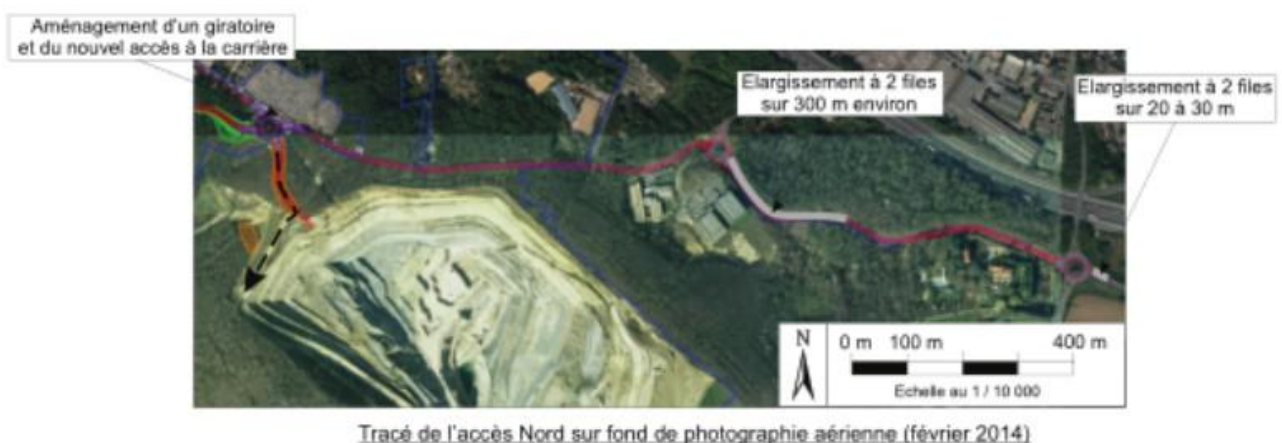 Aménagement d'un giratoire
et du nouvel accès à la carrière
Elargissement à 2 files
sur 300 m environ
Elargissement à 2 files
sur 20 à 30 m
N
0 m 100 m 400 m
Echelle au 1 / 10 000
Tracé de l'accès Nord sur fond de photographie aérienne (février 2014)